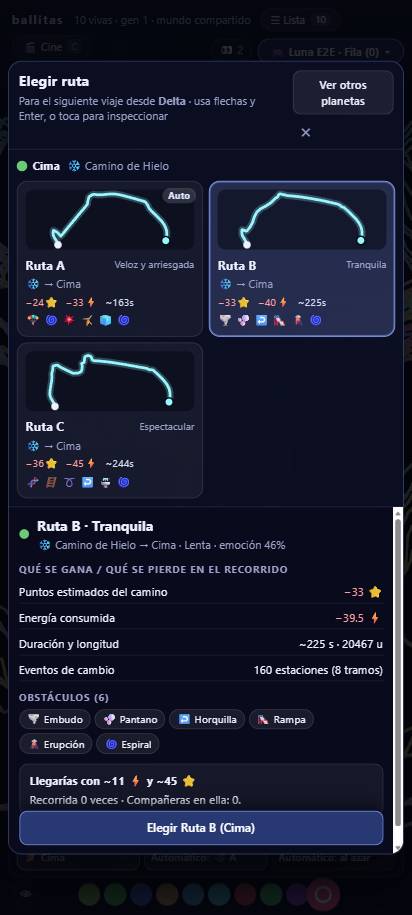 ballitas 10 vivas · gen 1 · mundo compartido ☰ Lista 10
Cine C 2 Luna E2E · Fila (0)
Elegir ruta
Ver otros planetas
Para el siguiente viaje desde Delta · usa flechas y
Enter, o toca para inspeccionar
✕
Cima Camino de Hielo
Auto
Ruta A Veloz y arriesgada
→ Cima
−24 −33 ~163s
Ruta B Tranquila
→ Cima
−33 −40 ~225s
Ruta C Espectacular
→ Cima
−36 −45 ~244s
Ruta B · Tranquila
Camino de Hielo → Cima · Lenta · emoción 46%
QUÉ SE GANA / QUÉ SE PIERDE EN EL RECORRIDO
Puntos estimados del camino −33
Energía consumida −39.5
Duración y longitud ~225 s · 20467 u
Eventos de cambio 160 estaciones (8 tramos)
OBSTÁCULOS (6)
Embudo Pantano Horquilla Rampa
Erupción Espiral
Llegarías con ~11 y ~45
Recorrida 0 veces · Compañeras en ella: 0.
Elegir Ruta B (Cima)
Cima Automático: A Automático: al azar